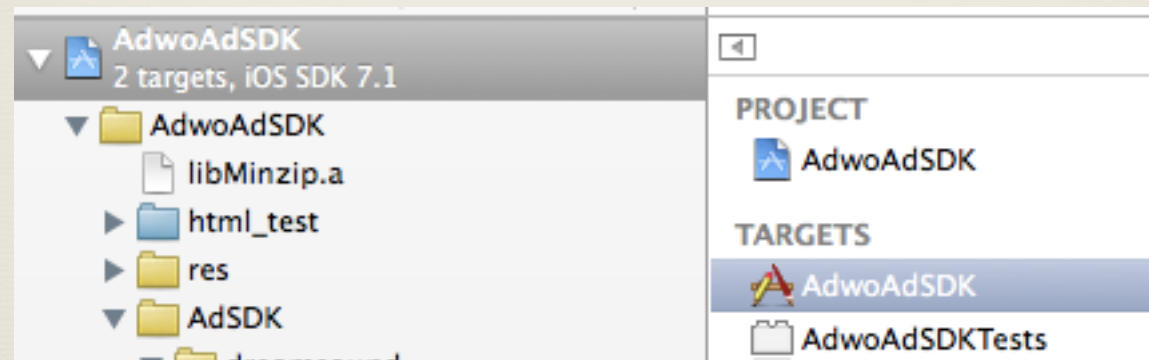 AdwoAdSDK
2 targets, iOS SDK 7.1
AdwoAdSDK
libMinzip.a
html_test
res
AdSDK
PROJECT
AdwoAdSDK
TARGETS
AdwoAdSDK
AdwoAdSDKTests